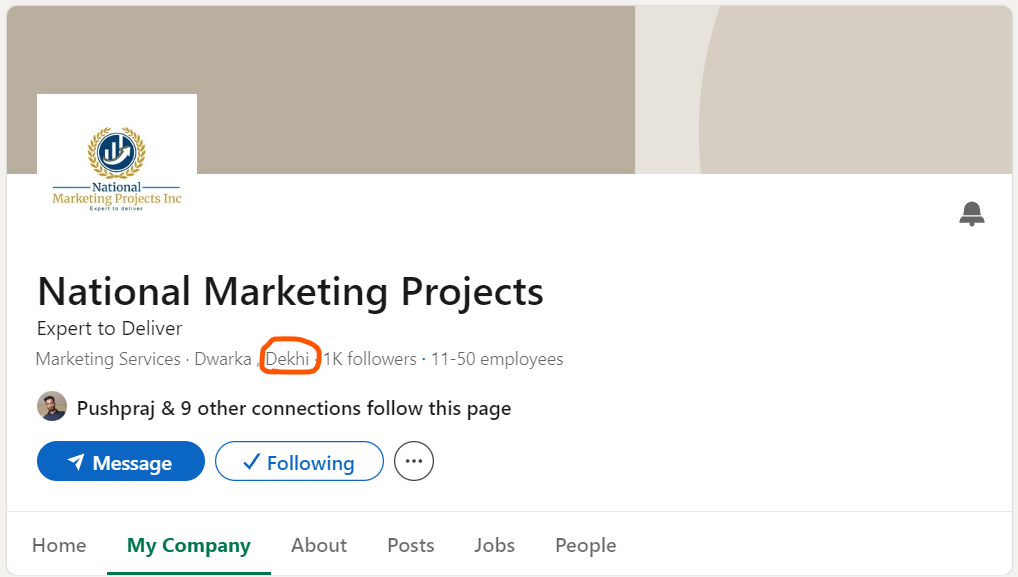 National
Marketing Projects Inc
Expert to deliver
National Marketing Projects
Expert to Deliver
Marketing Services · Dwarka , Dekhi · 1K followers · 11-50 employees
Pushpraj & 9 other connections follow this page
Message
Following
Home My Company About Posts Jobs People